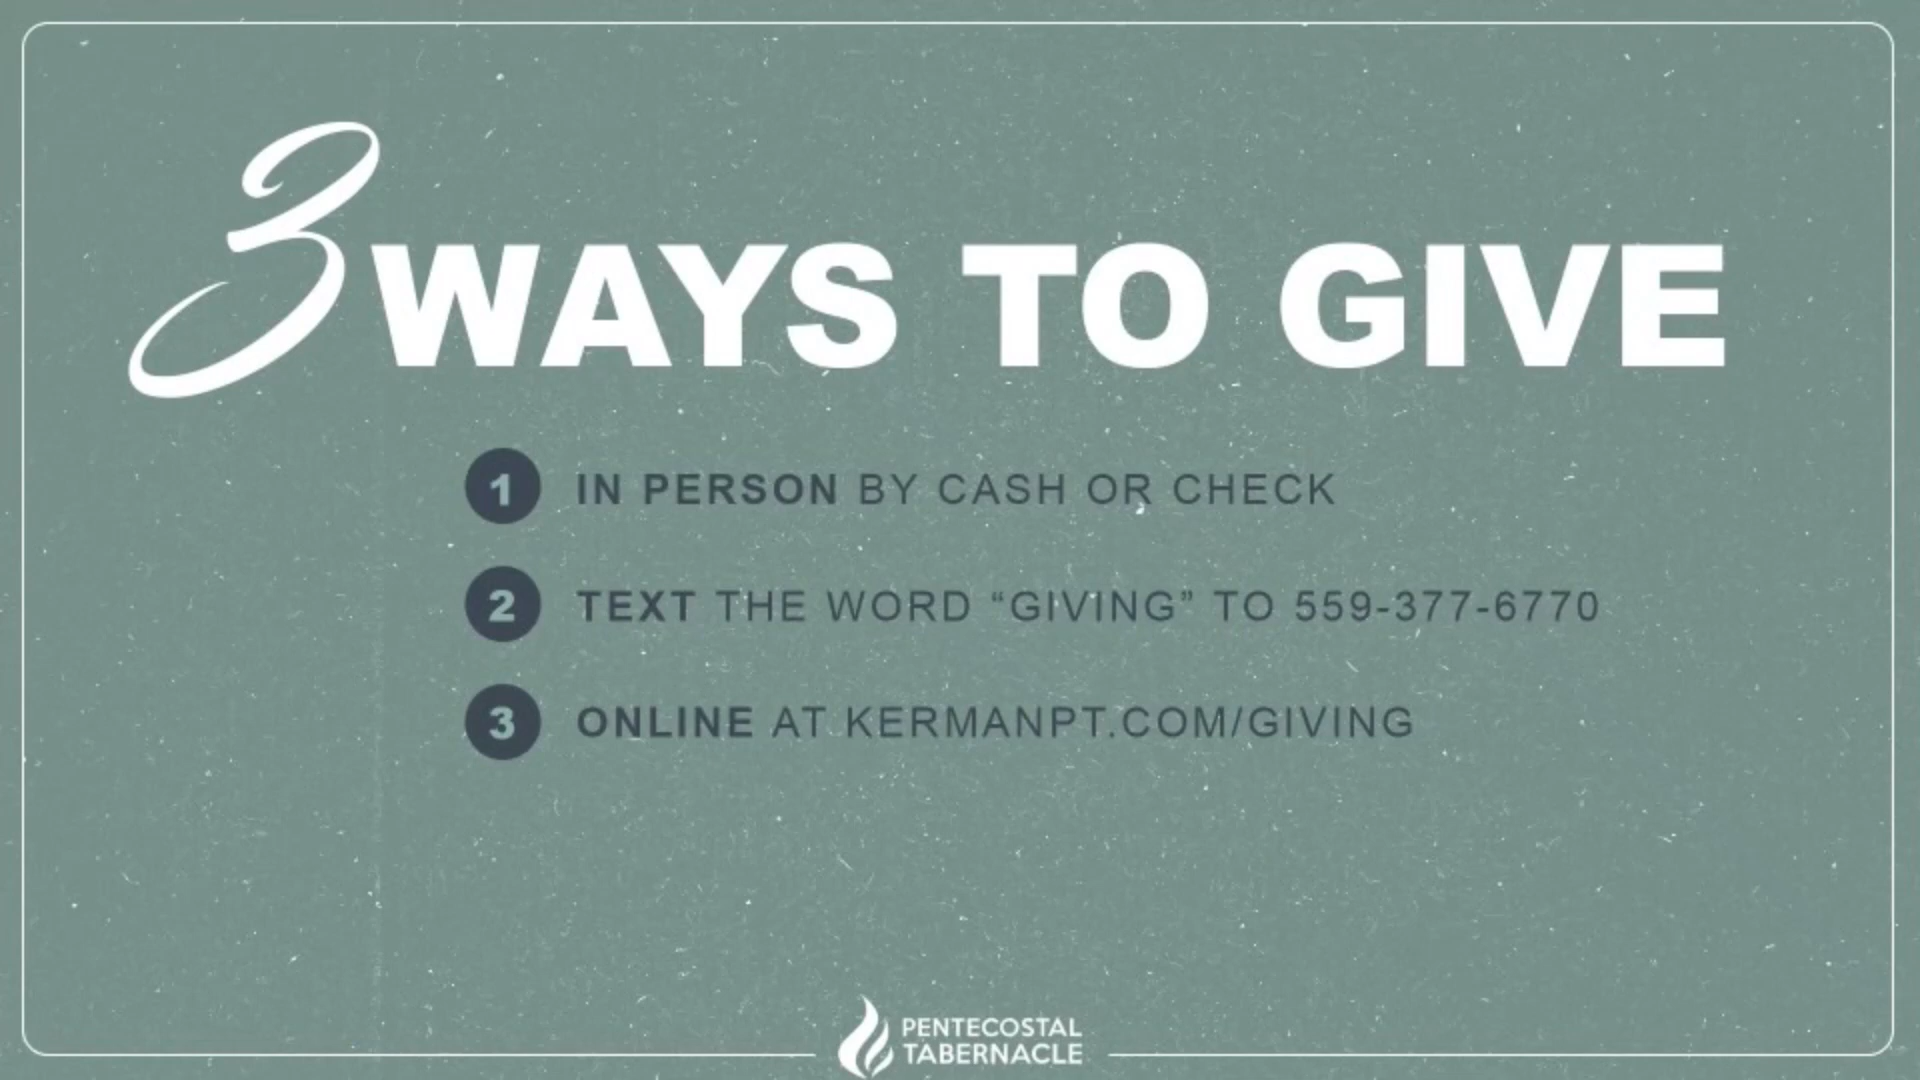 3 WAYS TO GIVE
1 IN PERSON BY CASH OR CHECK
2 TEXT THE WORD “GIVING” TO 559-377-6770
3 ONLINE AT KERMANPT.COM/GIVING
PENTECOSTAL
TABERNACLE